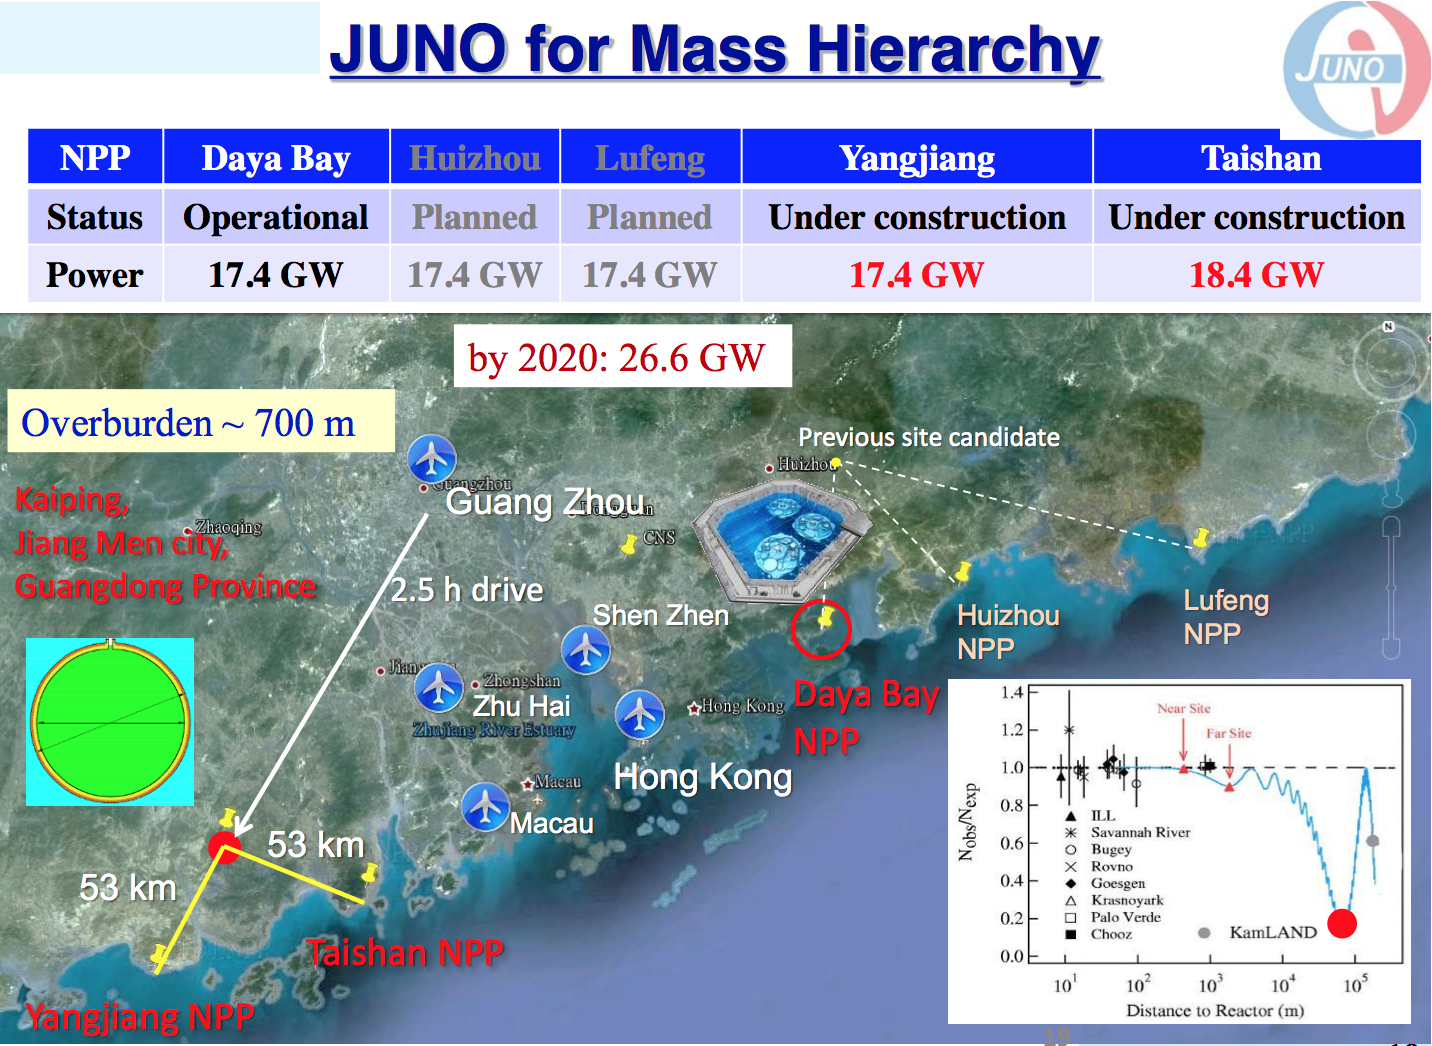 JUNO for Mass Hierarchy
JUNO
NPP Daya Bay Huizhou Lufeng Yangjiang Taishan
Status Operational Planned Planned Under construction Under construction
Power 17.4 GW 17.4 GW 17.4 GW 17.4 GW 18.4 GW
by 2020: 26.6 GW
N
Overburden ~ 700 m
Previous site candidate
Huizhou
Guangzhou
Guang Zhou
Kaiping,
Jiang Men city,
Guangdong Province
Zhaoqing
CNS
2.5 h drive
Shen Zhen
Huizhou
NPP
Lufeng
NPP
Zhongshan
Zhu Hai
Zhujiang River Estuary
Hong Kong
Hong Kong
Daya Bay
NPP
Macau
Macau
53 km
53 km
Taishan NPP
Yangjiang NPP
1.4
1.2
1.0
0.8
0.6
0.4
0.2
0.0
Nobs/Nexp
Near Site
Far Site
ILL
Savannah River
Bugey
Rovno
Goesgen
Krasnoyark
Palo Verde
Chooz
KamLAND
10¹ 10² 10³ 10⁴ 10⁵
Distance to Reactor (m)
19